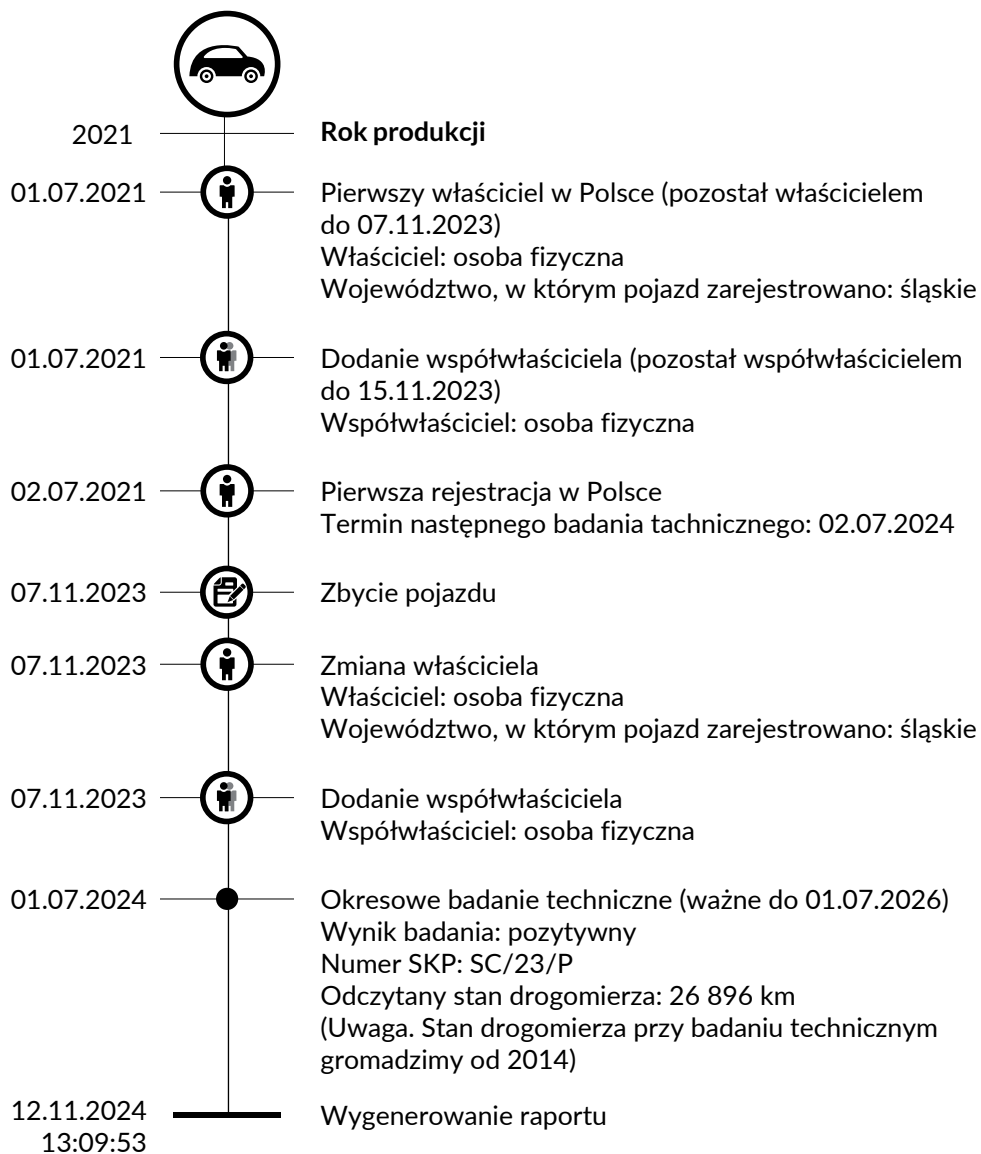 2021
Rok produkcji
01.07.2021
Pierwszy właściciel w Polsce (pozostał właścicielem
do 07.11.2023)
Właściciel: osoba fizyczna
Województwo, w którym pojazd zarejestrowano: śląskie
01.07.2021
Dodanie współwłaściciela (pozostał współwłaścicielem
do 15.11.2023)
Współwłaściciel: osoba fizyczna
02.07.2021
Pierwsza rejestracja w Polsce
Termin następnego badania tachnicznego: 02.07.2024
07.11.2023
Zbycie pojazdu
07.11.2023
Zmiana właściciela
Właściciel: osoba fizyczna
Województwo, w którym pojazd zarejestrowano: śląskie
07.11.2023
Dodanie współwłaściciela
Współwłaściciel: osoba fizyczna
01.07.2024
Okresowe badanie techniczne (ważne do 01.07.2026)
Wynik badania: pozytywny
Numer SKP: SC/23/P
Odczytany stan drogomierza: 26 896 km
(Uwaga. Stan drogomierza przy badaniu technicznym
gromadzimy od 2014)
12.11.2024
13:09:53
Wygenerowanie raportu